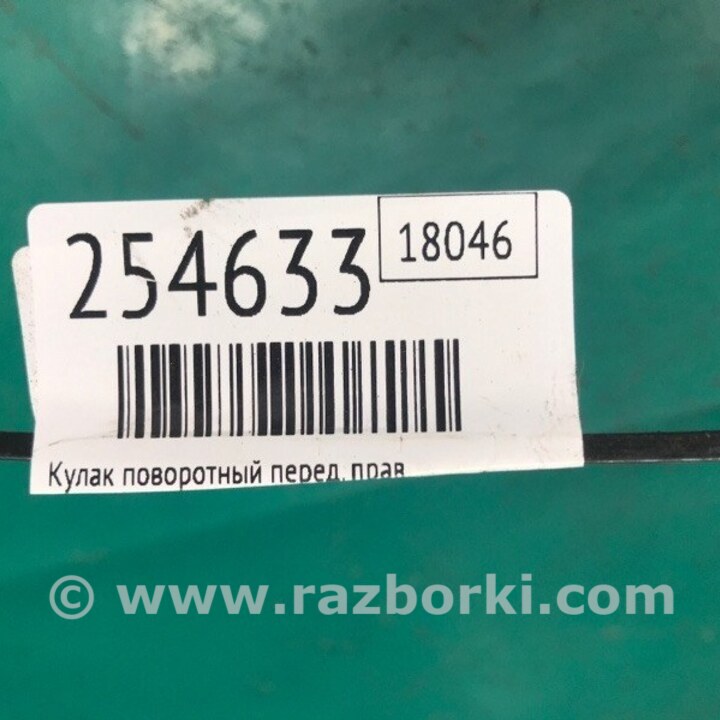 254633
18046
Кулак поворотный перед. прав
© www.razborki.com